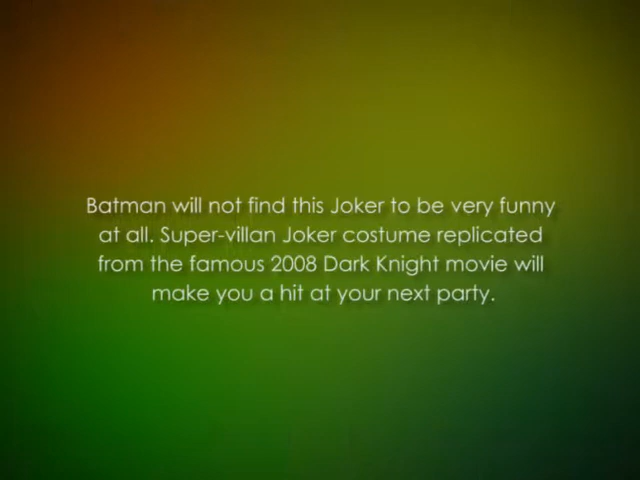 Batman will not find this Joker to be very funny
at all. Super-villan Joker costume replicated
from the famous 2008 Dark Knight movie will
make you a hit at your next party.